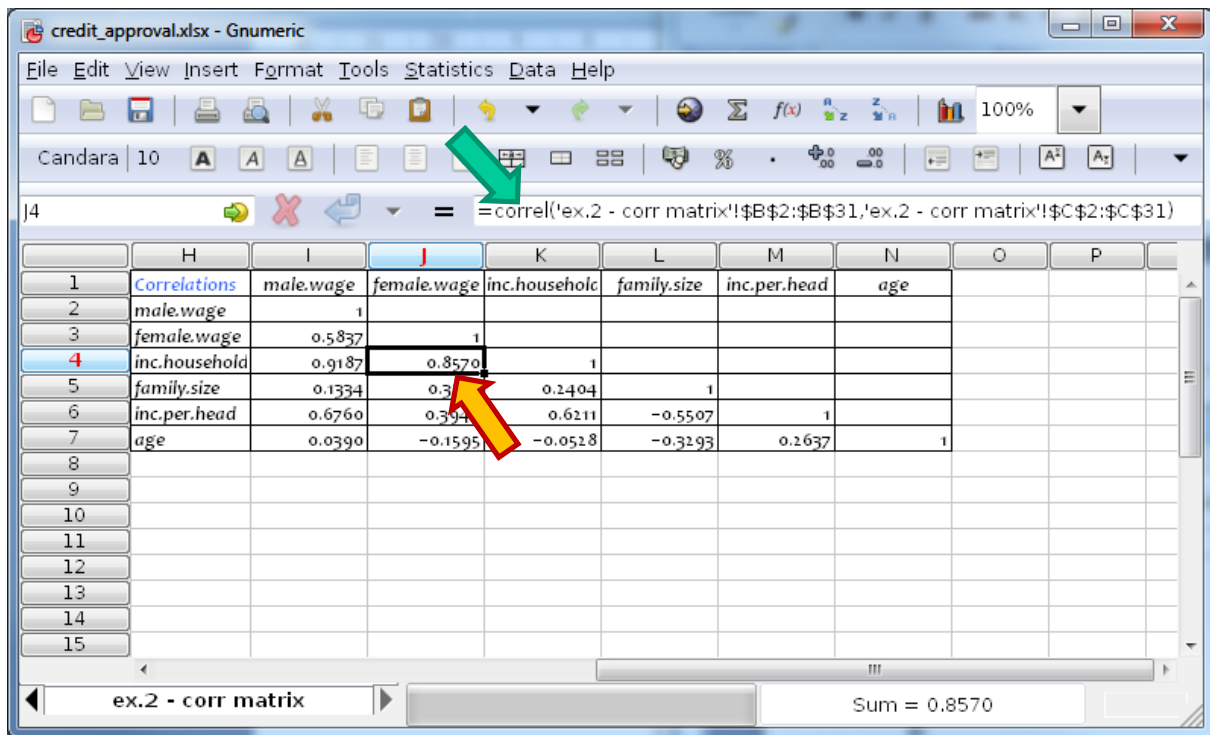 credit_approval.xlsx - Gnumeric
File Edit View Insert Format Tools Statistics Data Help
f(x) 100%
Candara 10 A A A % .00
J4 = =correl('ex.2 - corr matrix'!$B$2:$B$31,'ex.2 - corr matrix'!$C$2:$C$31)
H I J K L M N O P
1 Correlations male.wage female.wage inc.household family.size inc.per.head age
2 male.wage 1
3 female.wage 0.5837 1
4 inc.household 0.9187 0.8570 1
5 family.size 0.1334 0.2404 1
6 inc.per.head 0.6760 0.6211 -0.5507 1
7 age 0.0390 -0.1595 -0.0528 -0.3293 0.2637 1
8
9
10
11
12
13
14
15
ex.2 - corr matrix Sum = 0.8570